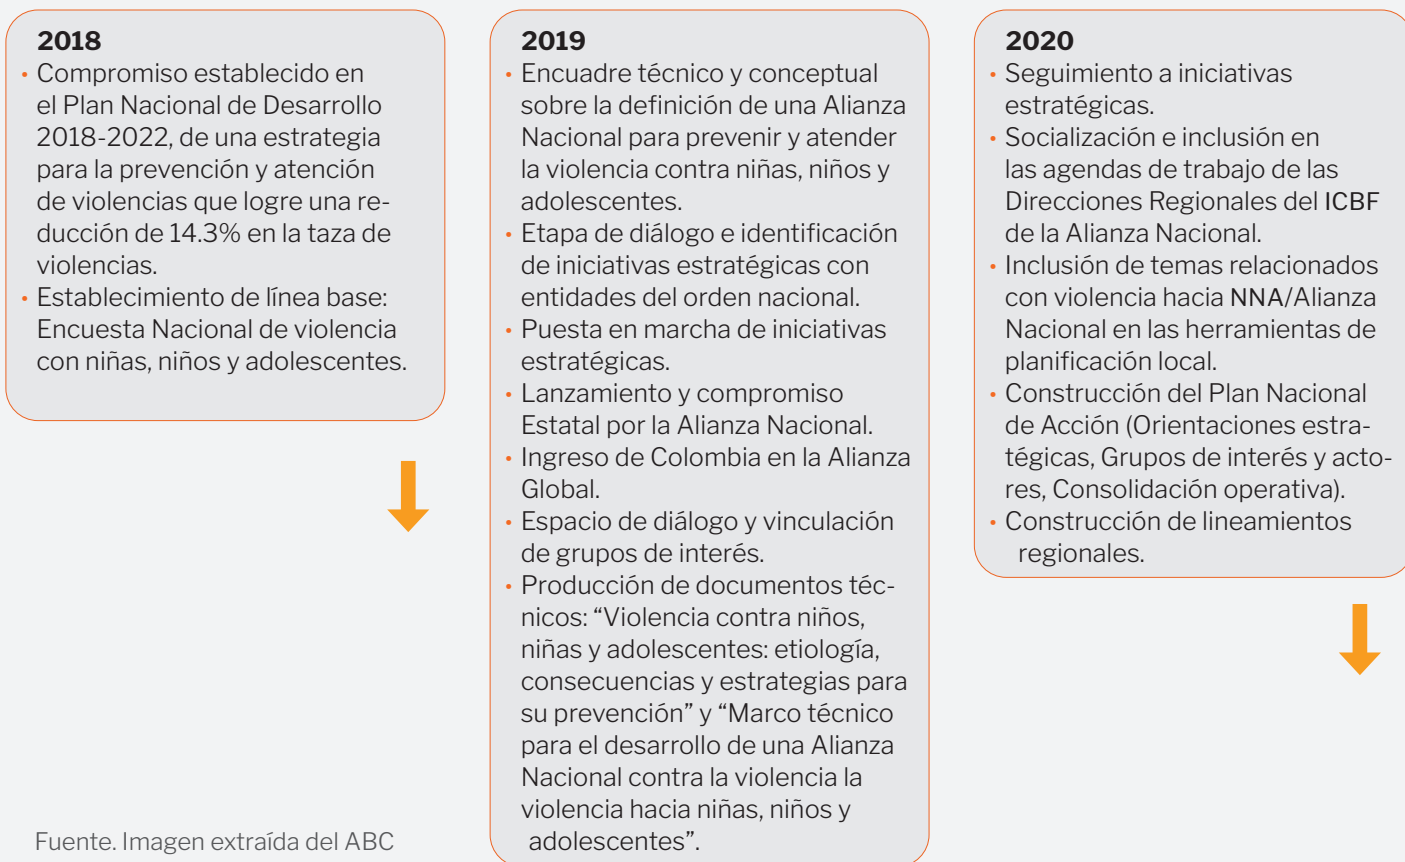 2018
• Compromiso establecido en
el Plan Nacional de Desarrollo
2018-2022, de una estrategia
para la prevención y atención
de violencias que logre una re-
ducción de 14.3% en la taza de
violencias.
• Establecimiento de línea base:
Encuesta Nacional de violencia
con niñas, niños y adolescentes.
2019
• Encuadre técnico y conceptual
sobre la definición de una Alianza
Nacional para prevenir y atender
la violencia contra niñas, niños y
adolescentes.
• Etapa de diálogo e identificación
de iniciativas estratégicas con
entidades del orden nacional.
• Puesta en marcha de iniciativas
estratégicas.
• Lanzamiento y compromiso
Estatal por la Alianza Nacional.
• Ingreso de Colombia en la Alianza
Global.
• Espacio de diálogo y vinculación
de grupos de interés.
• Producción de documentos téc-
nicos: “Violencia contra niños,
niñas y adolescentes: etiología,
consecuencias y estrategias para
su prevención” y “Marco técnico
para el desarrollo de una Alianza
Nacional contra la violencia la
violencia hacia niñas, niños y
adolescentes”.
2020
• Seguimiento a iniciativas
estratégicas.
• Socialización e inclusión en
las agendas de trabajo de las
Direcciones Regionales del ICBF
de la Alianza Nacional.
• Inclusión de temas relacionados
con violencia hacia NNA/Alianza
Nacional en las herramientas de
planificación local.
• Construcción del Plan Nacional
de Acción (Orientaciones estra-
tégicas, Grupos de interés y acto-
res, Consolidación operativa).
• Construcción de lineamientos
regionales.
Fuente. Imagen extraída del ABC